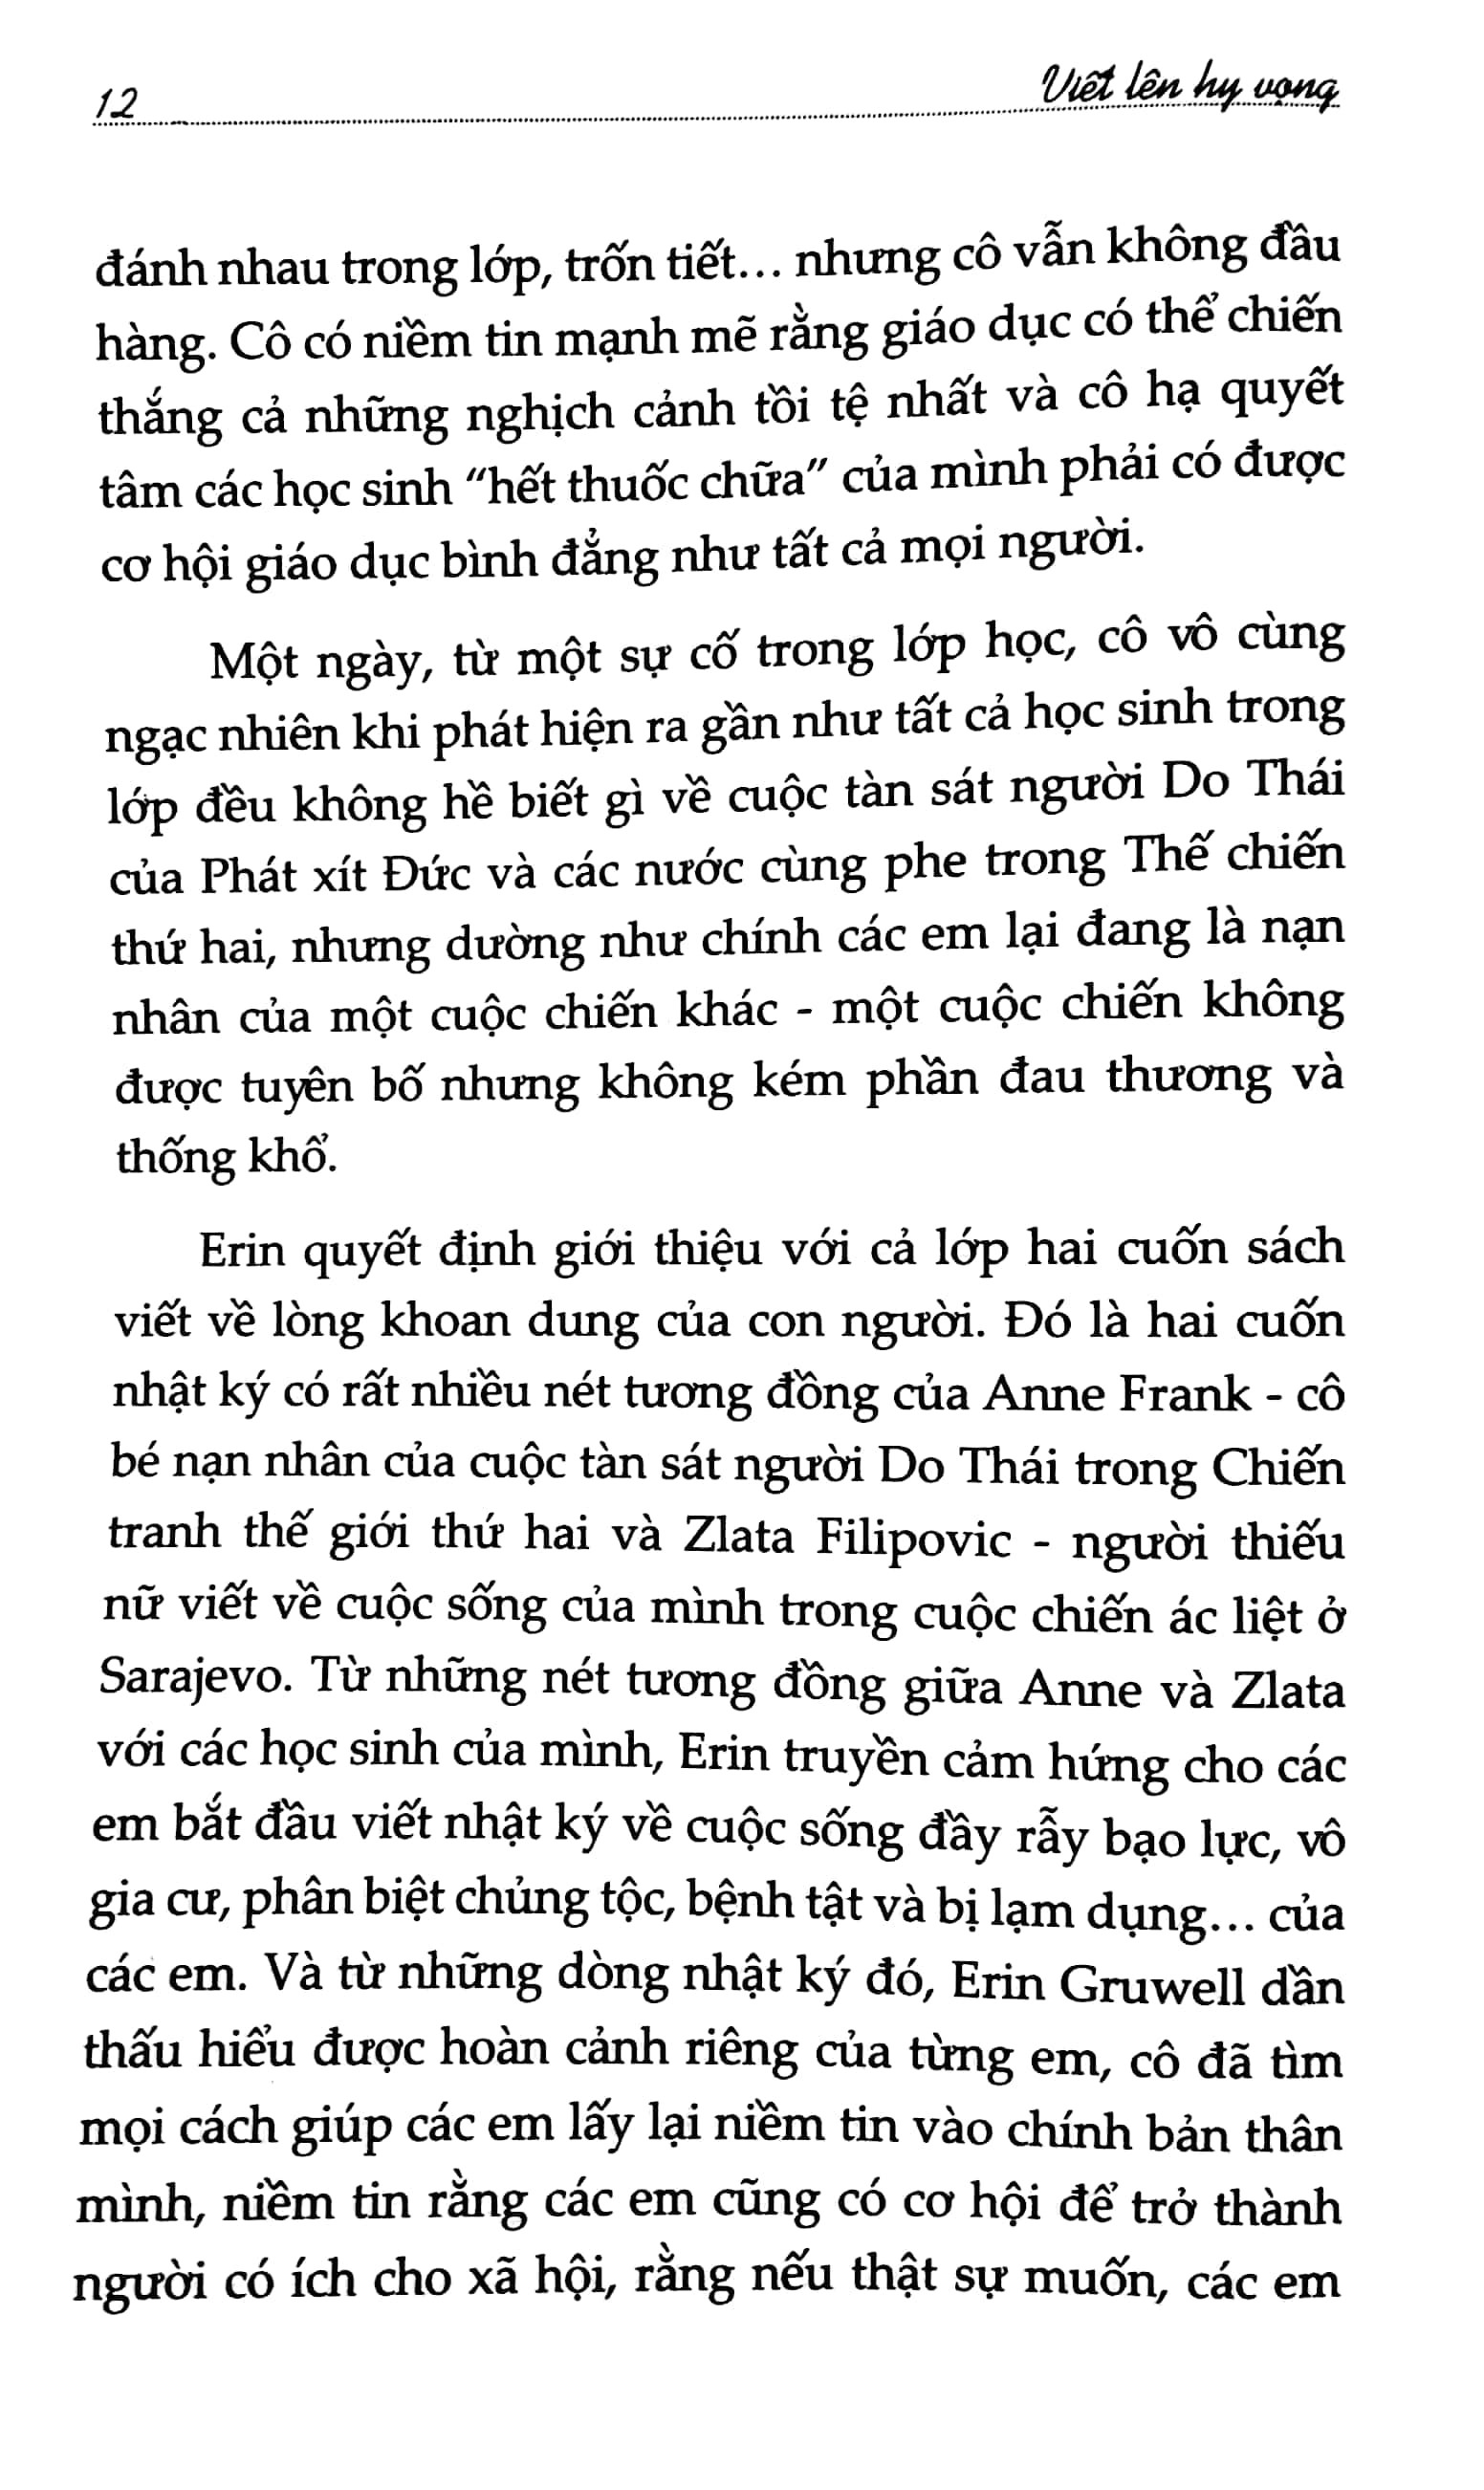 12
Viết lên hy vọng
đánh nhau trong lớp, trốn tiết... nhưng cô vẫn không đầu
hàng. Cô có niềm tin mạnh mẽ rằng giáo dục có thể chiến
thắng cả những nghịch cảnh tồi tệ nhất và cô hạ quyết
tâm các học sinh "hết thuốc chữa" của mình phải có được
cơ hội giáo dục bình đẳng như tất cả mọi người.
Một ngày, từ một sự cố trong lớp học, cô vô cùng
ngạc nhiên khi phát hiện ra gần như tất cả học sinh trong
lớp đều không hề biết gì về cuộc tàn sát người Do Thái
của Phát xít Đức và các nước cùng phe trong Thế chiến
thứ hai, nhưng dường như chính các em lại đang là nạn
nhân của một cuộc chiến khác - một cuộc chiến không
được tuyên bố nhưng không kém phần đau thương và
thống khổ.
Erin quyết định giới thiệu với cả lớp hai cuốn sách
viết về lòng khoan dung của con người. Đó là hai cuốn
nhật ký có rất nhiều nét tương đồng của Anne Frank - cô
bé nạn nhân của cuộc tàn sát người Do Thái trong Chiến
tranh thế giới thứ hai và Zlata Filipovic - người thiếu
nữ viết về cuộc sống của mình trong cuộc chiến ác liệt ở
Sarajevo. Từ những nét tương đồng giữa Anne và Zlata
với các học sinh của mình, Erin truyền cảm hứng cho các
em bắt đầu viết nhật ký về cuộc sống đầy rẫy bạo lực, vô
gia cư, phân biệt chủng tộc, bệnh tật và bị lạm dụng... của
các em. Và từ những dòng nhật ký đó, Erin Gruwell dần
thấu hiểu được hoàn cảnh riêng của từng em, cô đã tìm
mọi cách giúp các em lấy lại niềm tin vào chính bản thân
mình, niềm tin rằng các em cũng có cơ hội để trở thành
người có ích cho xã hội, rằng nếu thật sự muốn, các em